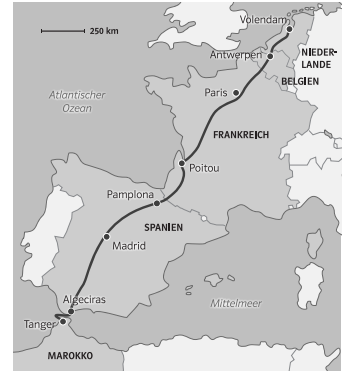 Volendam
250 km
Antwerpen
NIEDER-
LANDE
BELGIEN
Atlantischer
Ozean
Paris
FRANKREICH
Poitou
Pamplona
SPANIEN
Madrid
Algeciras
Mittelmeer
Tanger
MAROKKO